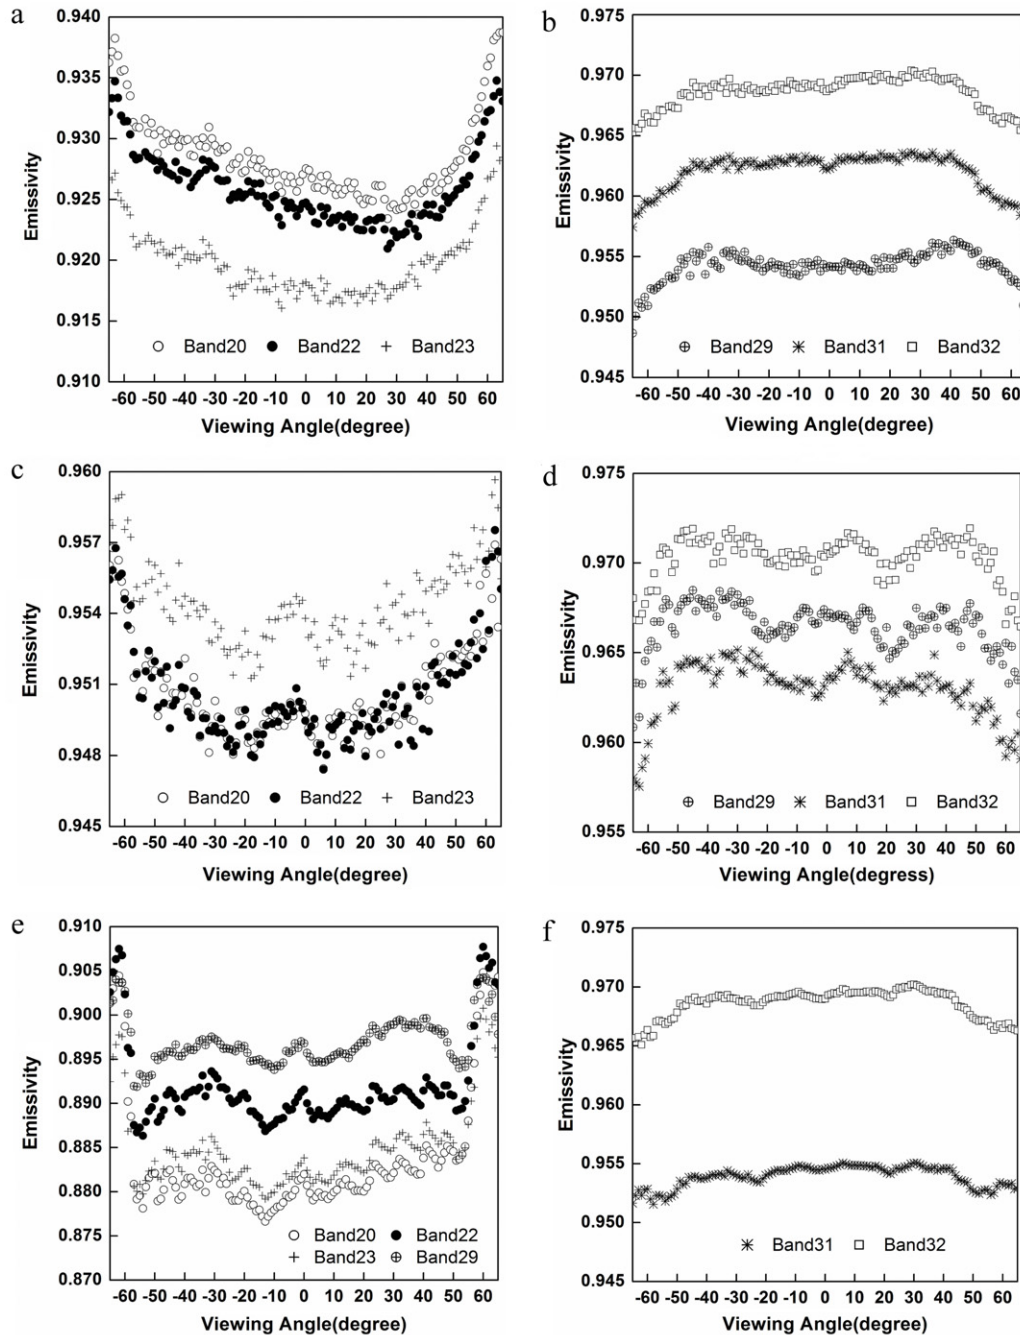 a
0.940
0.935
0.930
0.925
0.920
0.915
0.910
Emissivity
Band20 Band22 Band23
-60 -50 -40 -30 -20 -10 0 10 20 30 40 50 60
Viewing Angle(degree)
b
0.975
0.970
0.965
0.960
0.955
0.950
0.945
Emissivity
Band29 Band31 Band32
-60 -50 -40 -30 -20 -10 0 10 20 30 40 50 60
Viewing Angle(degree)
c
0.960
0.957
0.954
0.951
0.948
0.945
Emissivity
Band20 Band22 Band23
-60 -50 -40 -30 -20 -10 0 10 20 30 40 50 60
Viewing Angle(degree)
d
0.975
0.970
0.965
0.960
0.955
Emissivity
Band29 Band31 Band32
-60 -50 -40 -30 -20 -10 0 10 20 30 40 50 60
Viewing Angle(degress)
e
0.910
0.905
0.900
0.895
0.890
0.885
0.880
0.875
0.870
Emissivity
Band20 Band22
Band23 Band29
-60 -50 -40 -30 -20 -10 0 10 20 30 40 50 60
Viewing Angle(degree)
f
0.975
0.970
0.965
0.960
0.955
0.950
0.945
Emissivity
Band31 Band32
-60 -50 -40 -30 -20 -10 0 10 20 30 40 50 60
Viewing Angle(degree)